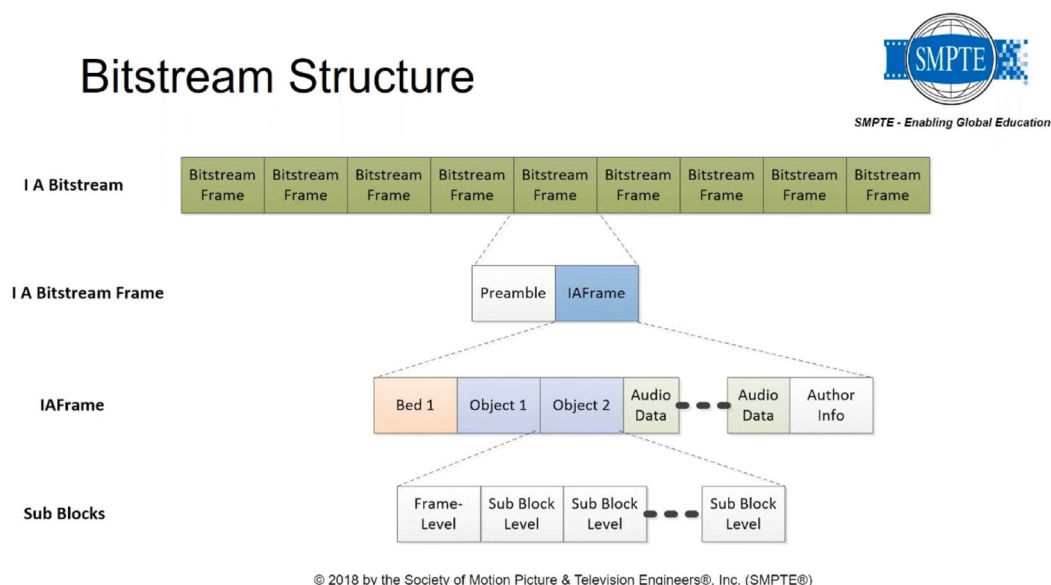 Bitstream Structure
SMPTE
SMPTE - Enabling Global Education
I A Bitstream
Bitstream Frame
Bitstream Frame
Bitstream Frame
Bitstream Frame
Bitstream Frame
Bitstream Frame
Bitstream Frame
Bitstream Frame
Bitstream Frame
I A Bitstream Frame
Preamble
IAFrame
IAFrame
Bed 1
Object 1
Object 2
Audio Data
Audio Data
Author Info
Sub Blocks
Frame-
Level
Sub Block
Level
Sub Block
Level
Sub Block
Level
© 2018 by the Society of Motion Picture & Television Engineers®, Inc. (SMPTE®)